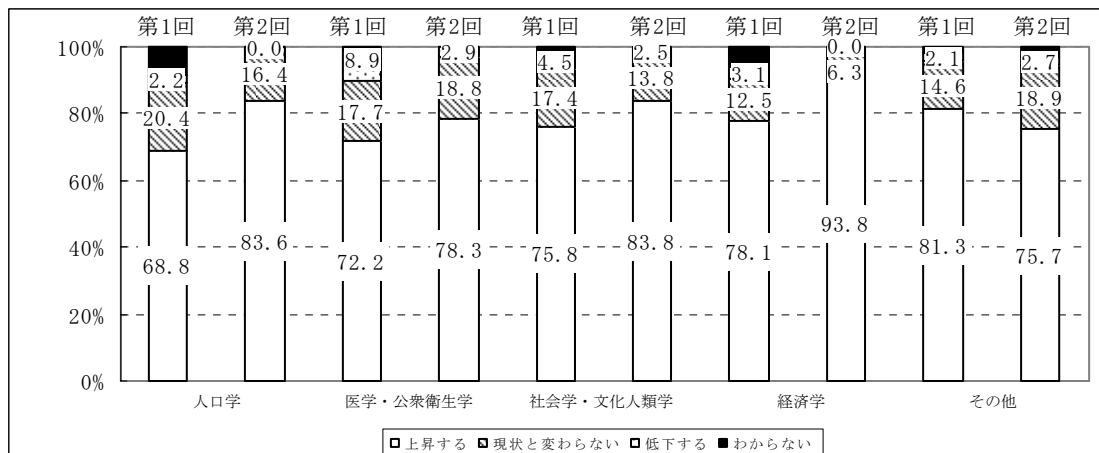 第1回 第2回 第1回 第2回 第1回 第2回 第1回 第2回 第1回 第2回
100% 0.0 2.9 2.5 0.0
2.2 8.9 4.5 3.1 2.1 2.7
80% 20.4 16.4 17.7 18.8 17.4 13.8 12.5 6.3 14.6 18.9
60%
40% 68.8 83.6 72.2 78.3 75.8 83.8 78.1 93.8 81.3 75.7
20%
0%
人口学 医学・公衆衛生学 社会学・文化人類学 経済学 その他
上昇する 現状と変わらない 低下する わからない